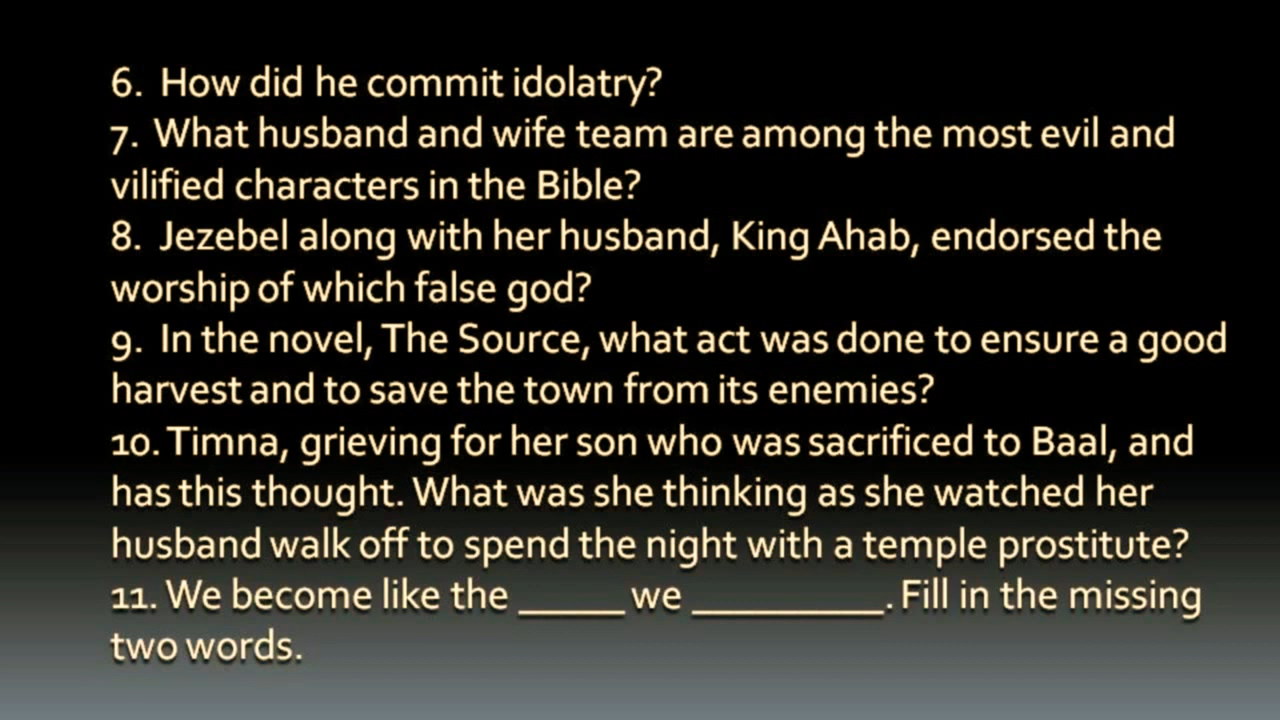 6. How did he commit idolatry?
7. What husband and wife team are among the most evil and
vilified characters in the Bible?
8. Jezebel along with her husband, King Ahab, endorsed the
worship of which false god?
9. In the novel, The Source, what act was done to ensure a good
harvest and to save the town from its enemies?
10. Timna, grieving for her son who was sacrificed to Baal, and
has this thought. What was she thinking as she watched her
husband walk off to spend the night with a temple prostitute?
11. We become like the _____ we _________. Fill in the missing
two words.